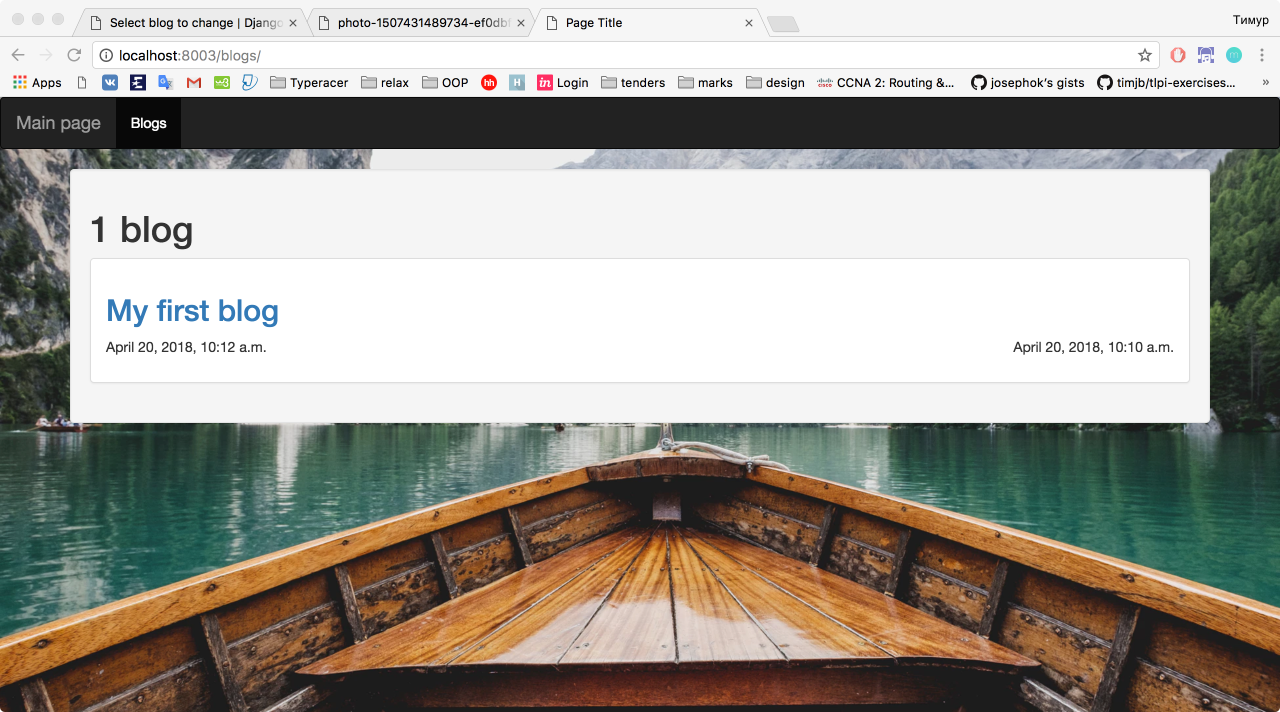 Select blog to change | Django
photo-1507431489734-ef0dbf
Page Title
Тимур
localhost:8003/blogs/
Apps
Typeracer
relax
OOP
hh
H
in
Login
tenders
marks
design
CCNA 2: Routing &...
josephok's gists
timjb/tlpi-exercises...
»
Main page
Blogs
1 blog
My first blog
April 20, 2018, 10:12 a.m.
April 20, 2018, 10:10 a.m.